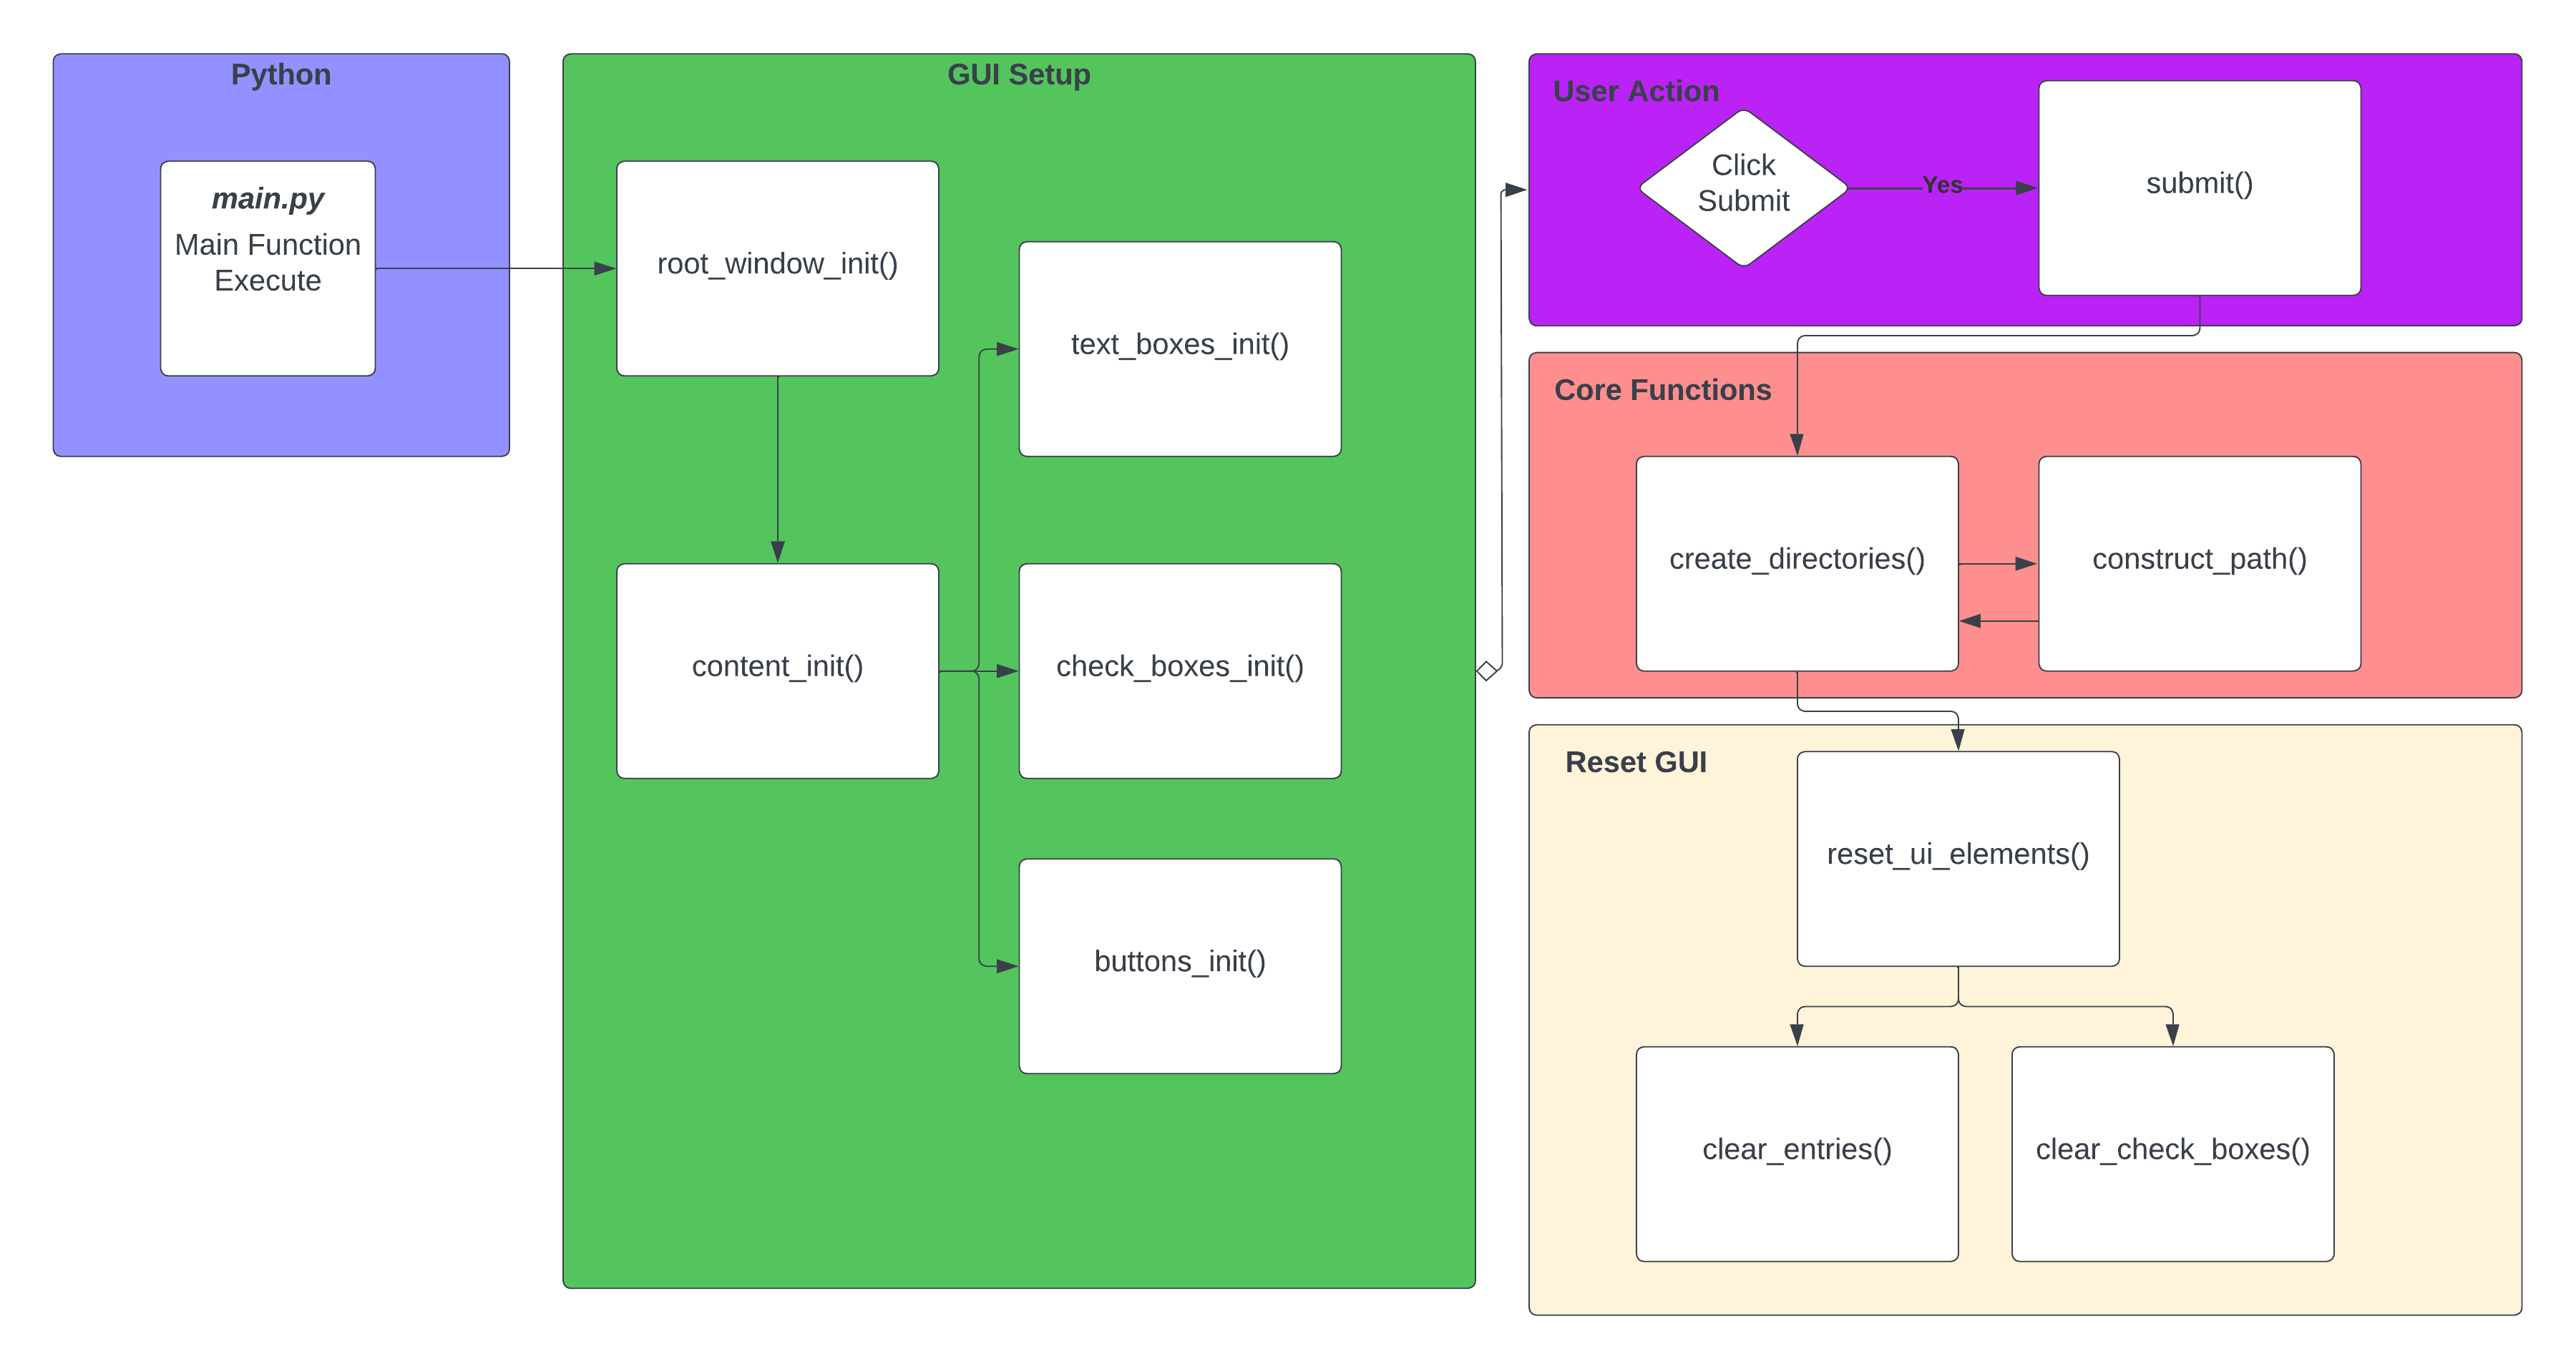 Python
main.py
Main Function
Execute
GUI Setup
root_window_init()
text_boxes_init()
content_init()
check_boxes_init()
buttons_init()
User Action
Click
Submit
Yes
submit()
Core Functions
create_directories()
construct_path()
Reset GUI
reset_ui_elements()
clear_entries()
clear_check_boxes()